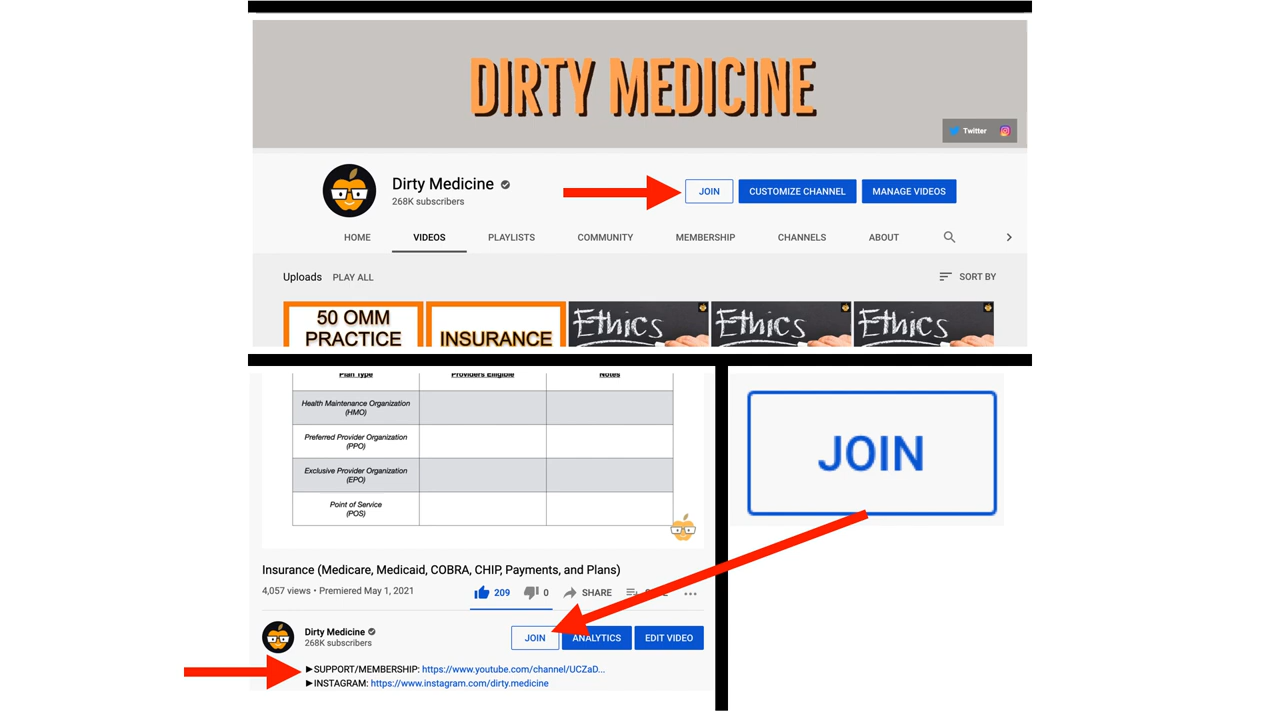 DIRTY MEDICINE
Twitter
Dirty Medicine
268K subscribers
JOIN
CUSTOMIZE CHANNEL
MANAGE VIDEOS
HOME
VIDEOS
PLAYLISTS
COMMUNITY
MEMBERSHIP
CHANNELS
ABOUT
Uploads
PLAY ALL
SORT BY
50 OMM
PRACTICE
INSURANCE
Ethics
Ethics
Ethics
Plan Type
Providers Eligible
Notes
Health Maintenance Organization
(HMO)
Preferred Provider Organization
(PPO)
Exclusive Provider Organization
(EPO)
Point of Service
(POS)
JOIN
Insurance (Medicare, Medicaid, COBRA, CHIP, Payments, and Plans)
4,057 views • Premiered May 1, 2021
209
0
SHARE
...
Dirty Medicine
268K subscribers
JOIN
ANALYTICS
EDIT VIDEO
►SUPPORT/MEMBERSHIP: https://www.youtube.com/channel/UCZaD...
►INSTAGRAM: https://www.instagram.com/dirty.medicine